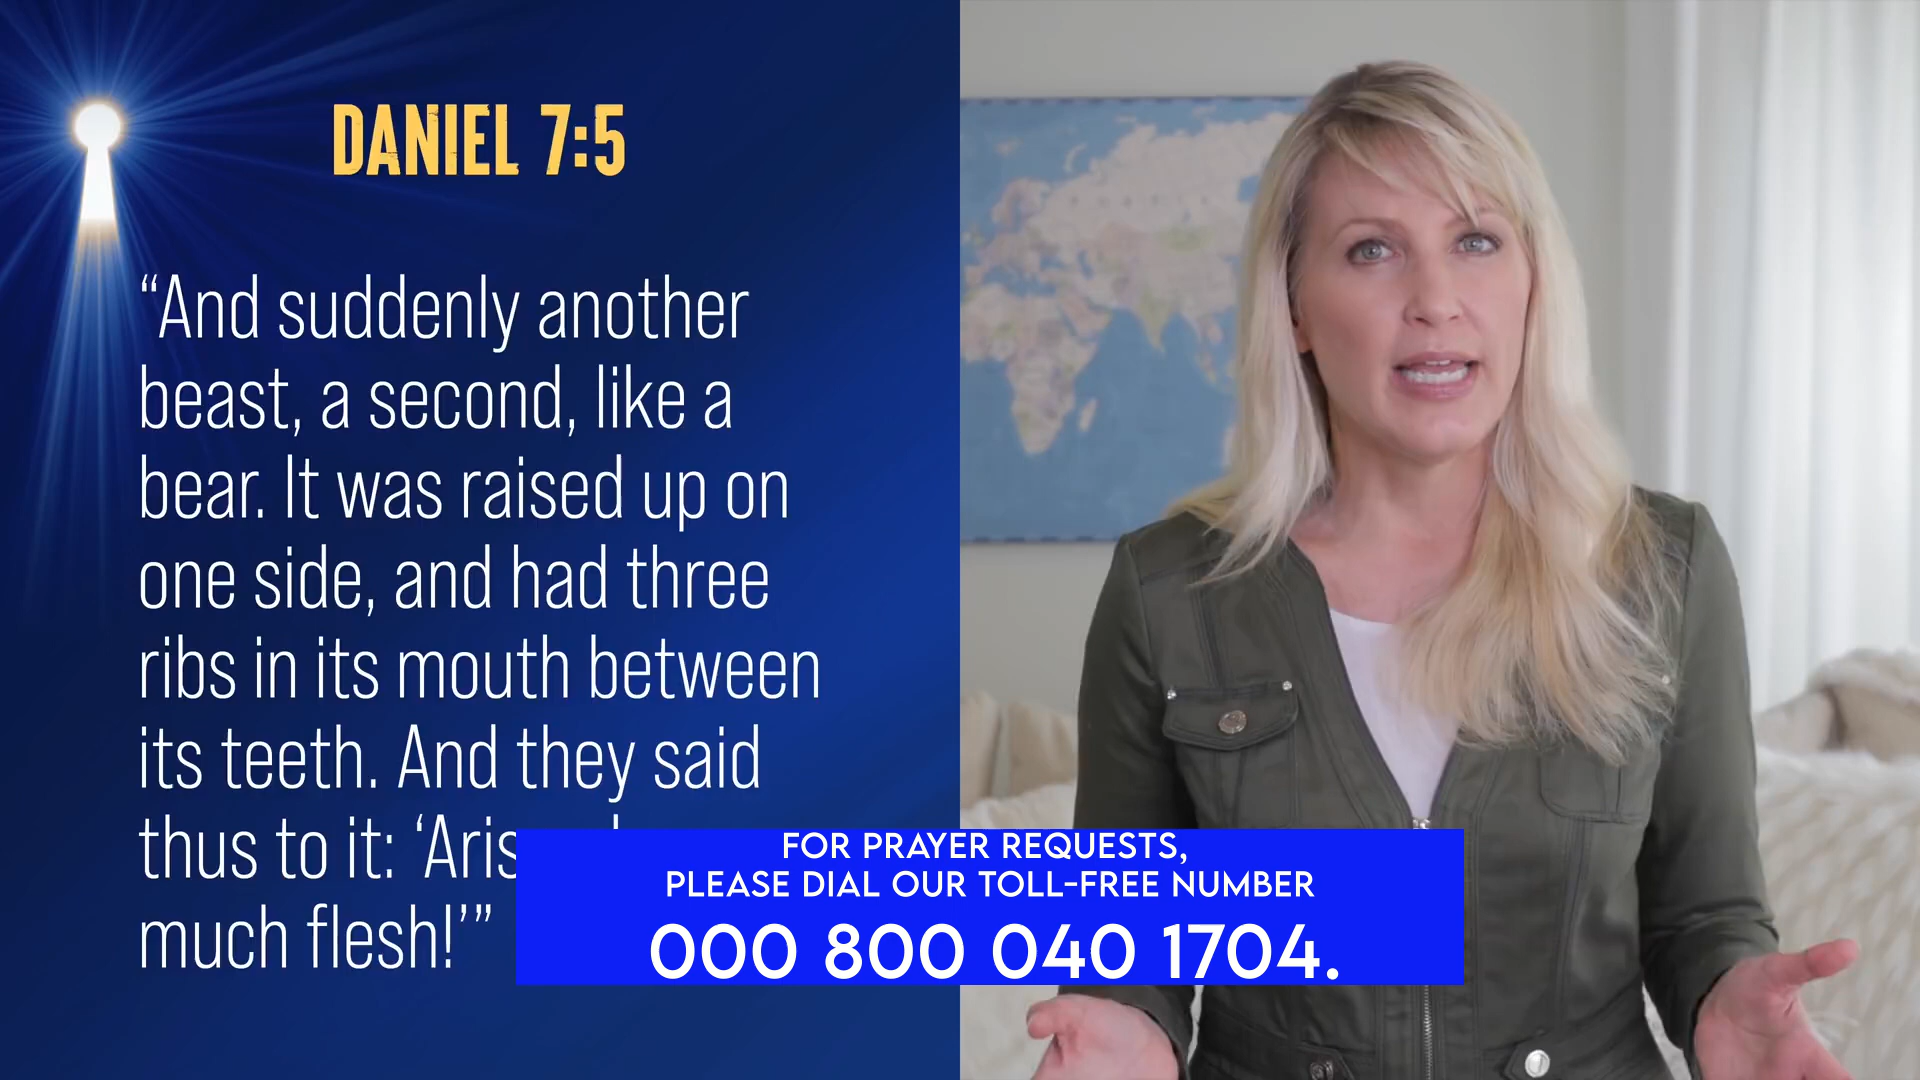 DANIEL 7:5
“And suddenly another
beast, a second, like a
bear. It was raised up on
one side, and had three
ribs in its mouth between
its teeth. And they said
thus to it: ‘
much flesh!’”
FOR PRAYER REQUESTS,
PLEASE DIAL OUR TOLL-FREE NUMBER
000 800 040 1704.